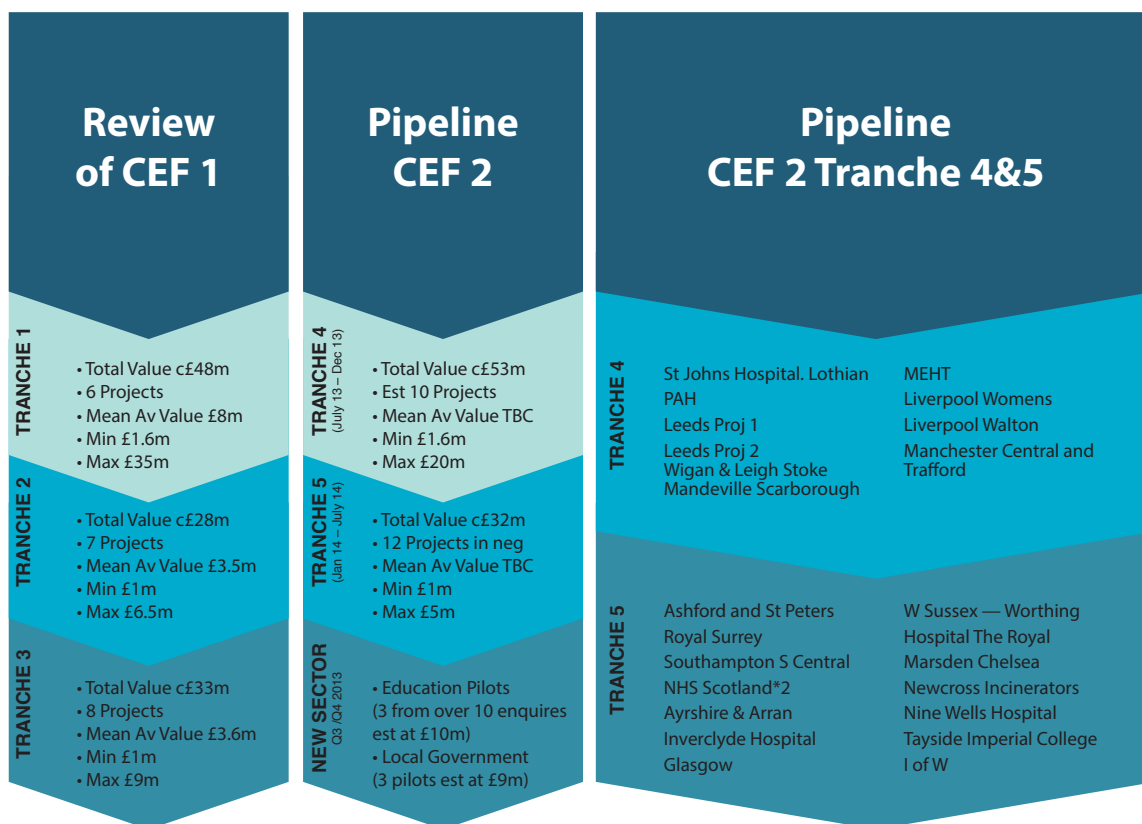 Review
of CEF 1
TRANCHE 1
• Total Value c£48m
• 6 Projects
• Mean Av Value £8m
• Min £1.6m
• Max £35m
TRANCHE 2
• Total Value c£28m
• 7 Projects
• Mean Av Value £3.5m
• Min £1m
• Max £6.5m
TRANCHE 3
• Total Value c£33m
• 8 Projects
• Mean Av Value £3.6m
• Min £1m
• Max £9m
Pipeline
CEF 2
TRANCHE 4
(July 13 – Dec 13)
• Total Value c£53m
• Est 10 Projects
• Mean Av Value TBC
• Min £1.6m
• Max £20m
TRANCHE 5
(Jan 14 – July 14)
• Total Value c£32m
• 12 Projects in neg
• Mean Av Value TBC
• Min £1m
• Max £5m
NEW SECTOR
Q3 /Q4 2013
• Education Pilots
(3 from over 10 enquires
est at £10m)
• Local Government
(3 pilots est at £9m)
Pipeline
CEF 2 Tranche 4&5
TRANCHE 4
St Johns Hospital. Lothian
PAH
Leeds Proj 1
Leeds Proj 2
Wigan & Leigh Stoke
Mandeville Scarborough
MEHT
Liverpool Womens
Liverpool Walton
Manchester Central and
Trafford
TRANCHE 5
Ashford and St Peters
Royal Surrey
Southampton S Central
NHS Scotland*2
Ayrshire & Arran
Inverclyde Hospital
Glasgow
W Sussex — Worthing
Hospital The Royal
Marsden Chelsea
Newcross Incinerators
Nine Wells Hospital
Tayside Imperial College
I of W